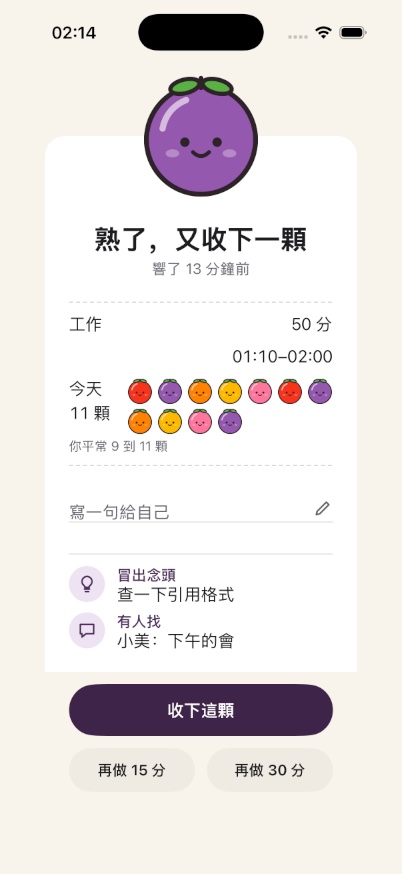 02:14
熟了，又收下一顆
響了 13 分鐘前
工作 50 分
01:10–02:00
今天
11 顆
你平常 9 到 11 顆
寫一句給自己
冒出念頭
查一下引用格式
有人找
小美：下午的會
收下這顆
再做 15 分 再做 30 分